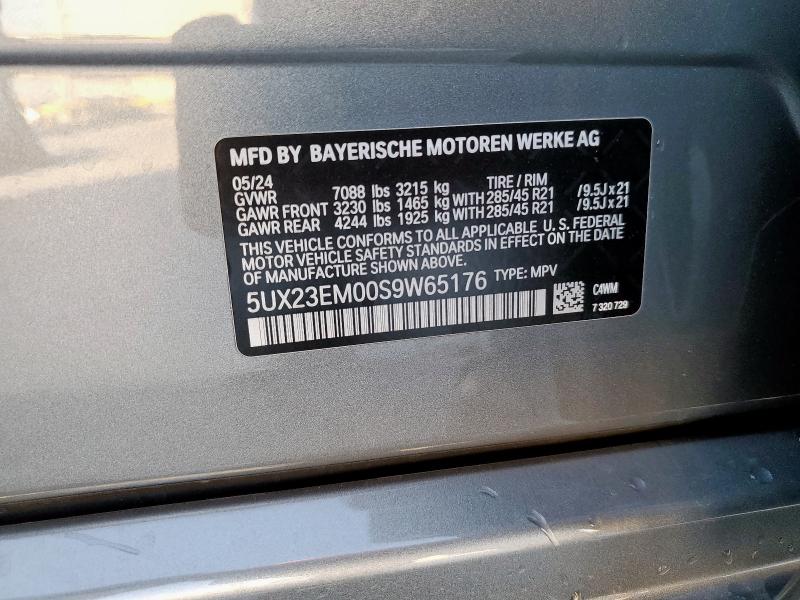 MFD BY BAYERISCHE MOTOREN WERKE AG
05/24
GVWR 7088 lbs 3215 kg TIRE / RIM
GAWR FRONT 3230 lbs 1465 kg WITH 285/45 R21 /9.5J x 21
GAWR REAR 4244 lbs 1925 kg WITH 285/45 R21 /9.5J x 21
THIS VEHICLE CONFORMS TO ALL APPLICABLE U.S. FEDERAL
MOTOR VEHICLE SAFETY STANDARDS IN EFFECT ON THE DATE
OF MANUFACTURE SHOWN ABOVE.
5UX23EM00S9W65176 TYPE: MPV
C4WM
7 320 729